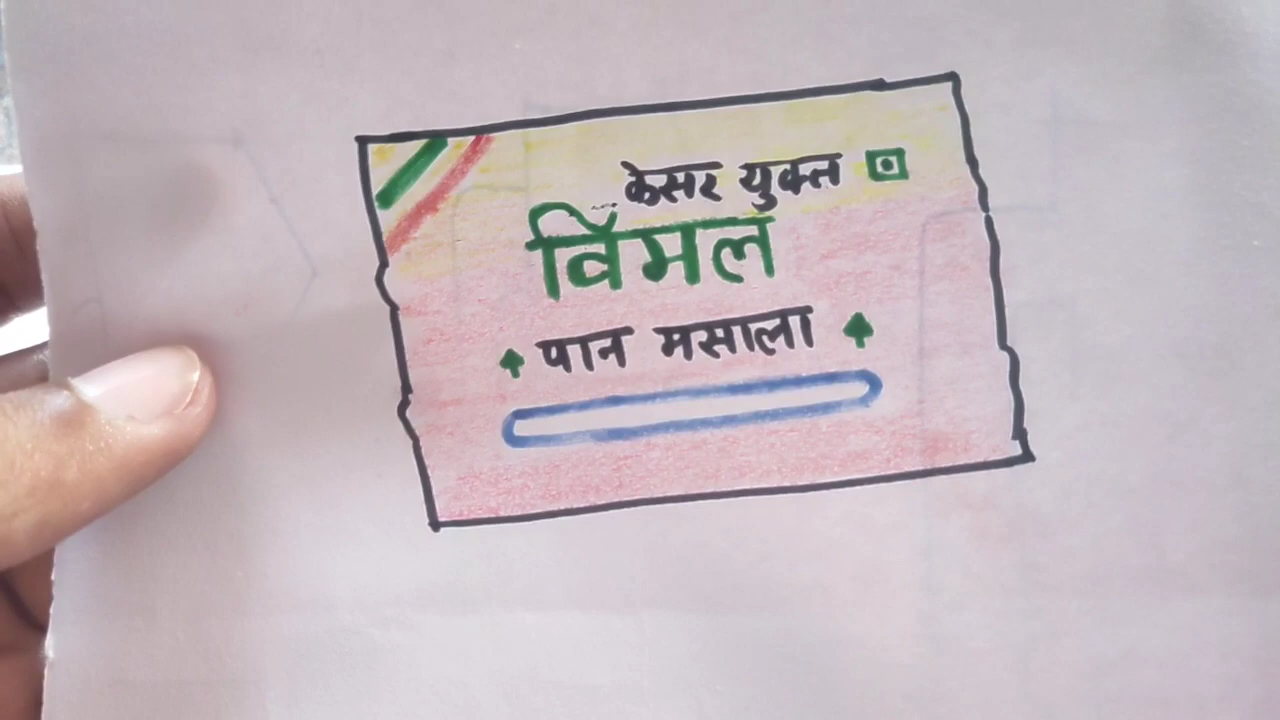 केसर युक्त
विमल
पान मसाला